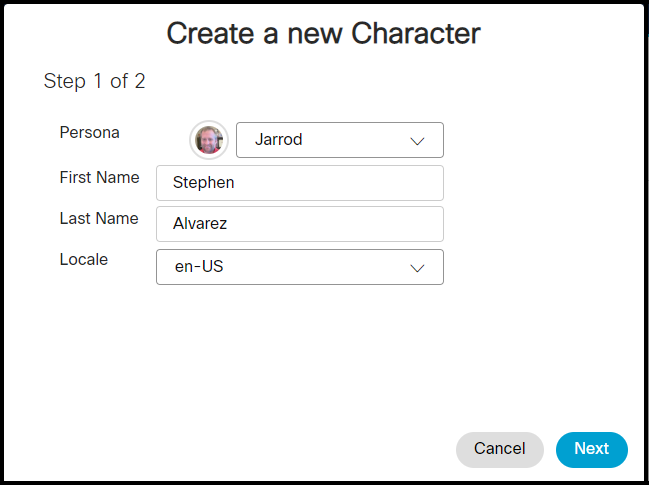 Create a new Character
Step 1 of 2
Persona
Jarrod
First Name
Stephen
Last Name
Alvarez
Locale
en-US
Cancel
Next